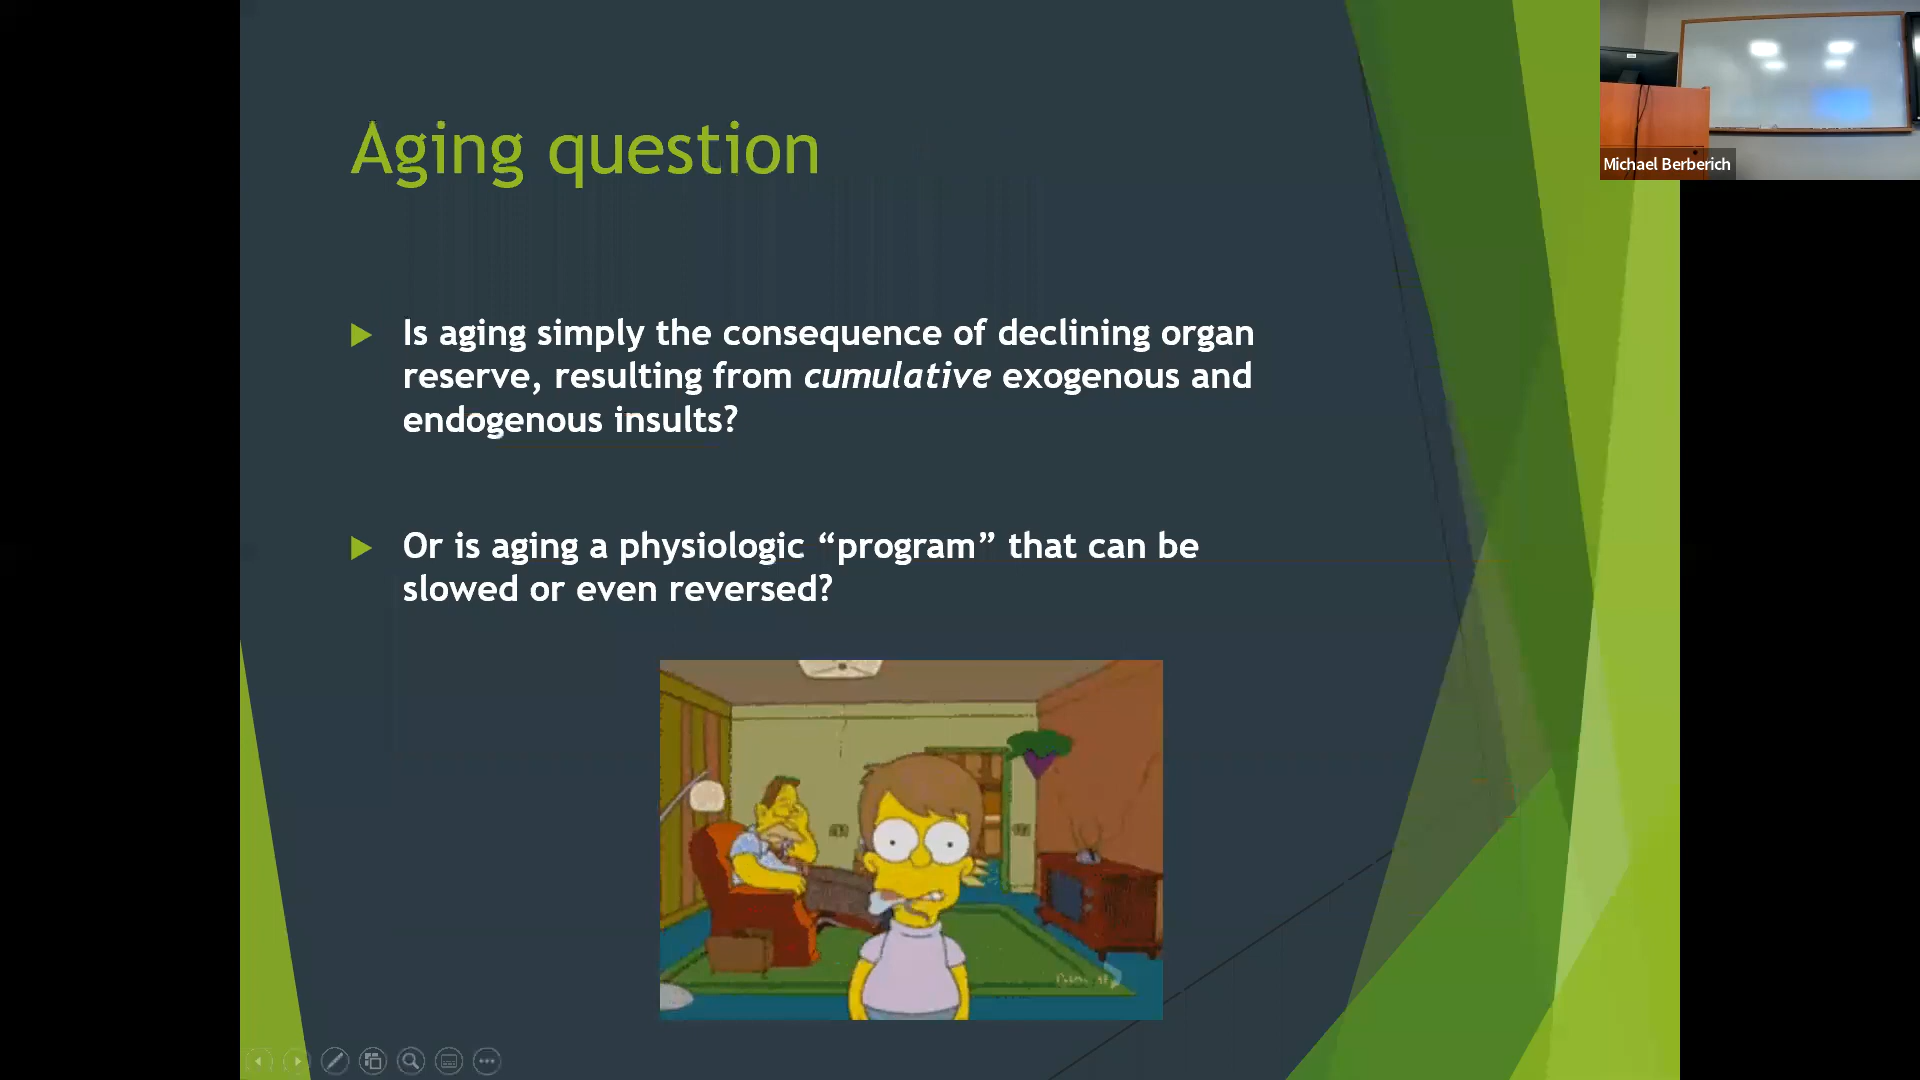 Aging question
Is aging simply the consequence of declining organ
reserve, resulting from cumulative exogenous and
endogenous insults?
Or is aging a physiologic “program” that can be
slowed or even reversed?
Michael Berberich